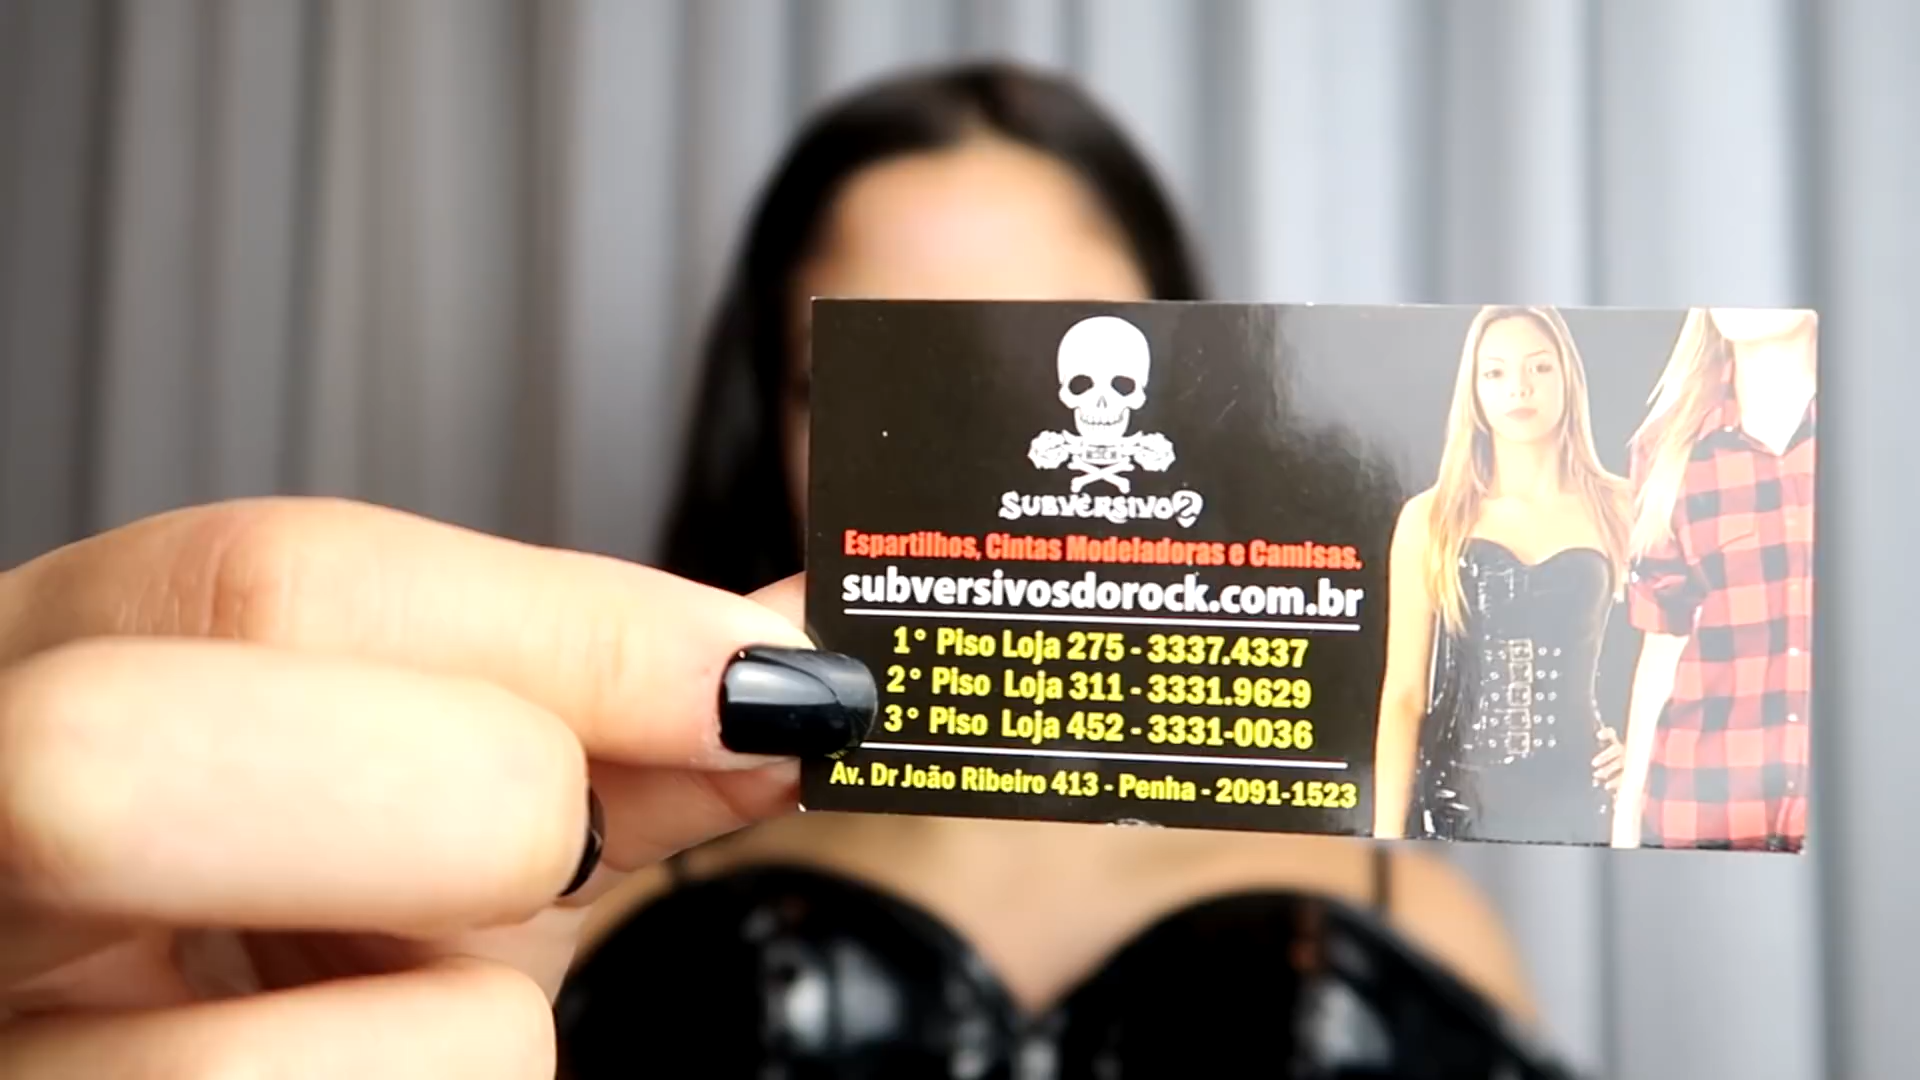 ROCK
SUBVERSIVOS
Espartilhos, Cintas Modeladoras e Camisas.
subversivosdorock.com.br
1° Piso Loja 275 - 3337.4337
2° Piso Loja 311 - 3331.9629
3° Piso Loja 452 - 3331-0036
Av. Dr João Ribeiro 413 - Penha - 2091-1523